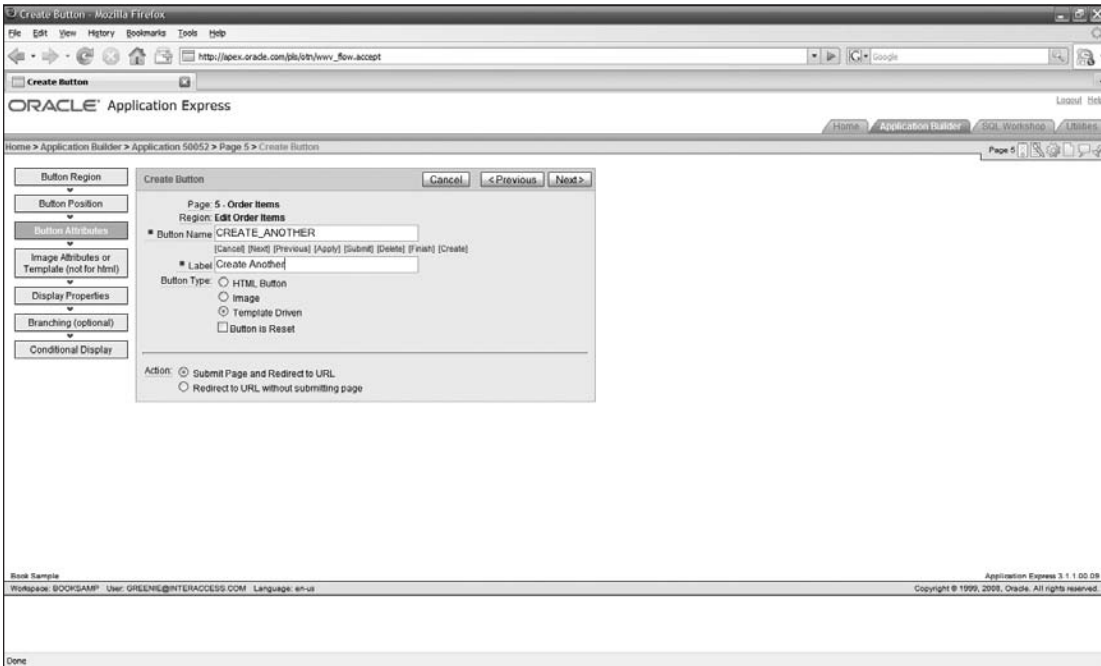 Create Button - Mozilla Firefox
File Edit View History Bookmarks Tools Help
http://apex.oracle.com/pls/otn/wwv_flow.accept
Google
Create Button
ORACLE Application Express
Logout Hel
Home Application Builder SQL Workshop Utilities
Home > Application Builder > Application 50052 > Page 5 > Create Button
Page 5
Button Region
Button Position
Button Attributes
Image Attributes or
Template (not for html)
Display Properties
Branching (optional)
Conditional Display
Create Button
Cancel < Previous Next >
Page: 5 - Order Items
Region: Edit Order Items
* Button Name CREATE_ANOTHER
[Cancel] [Next] [Previous] [Apply] [Submit] [Delete] [Finish] [Create]
* Label Create Another
Button Type: HTML Button
Image
Template Driven
Button is Reset
Action: Submit Page and Redirect to URL
Redirect to URL without submitting page
Book Sample
Application Express 3.1.1.00.09
Workspace: BOOKSAMP User: GREENIE@INTERACCESS.COM Language: en-us
Copyright © 1999, 2008, Oracle. All rights reserved.
Done